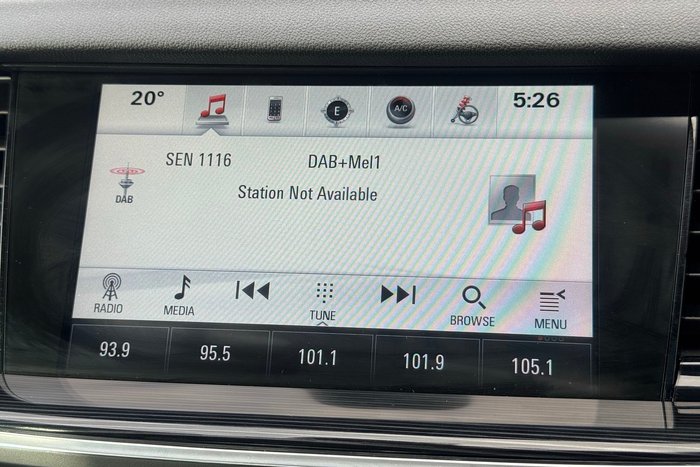 20° 5:26
E A/C
SEN 1116 DAB+Mel1
Station Not Available
DAB
RADIO MEDIA TUNE BROWSE MENU
93.9 95.5 101.1 101.9 105.1